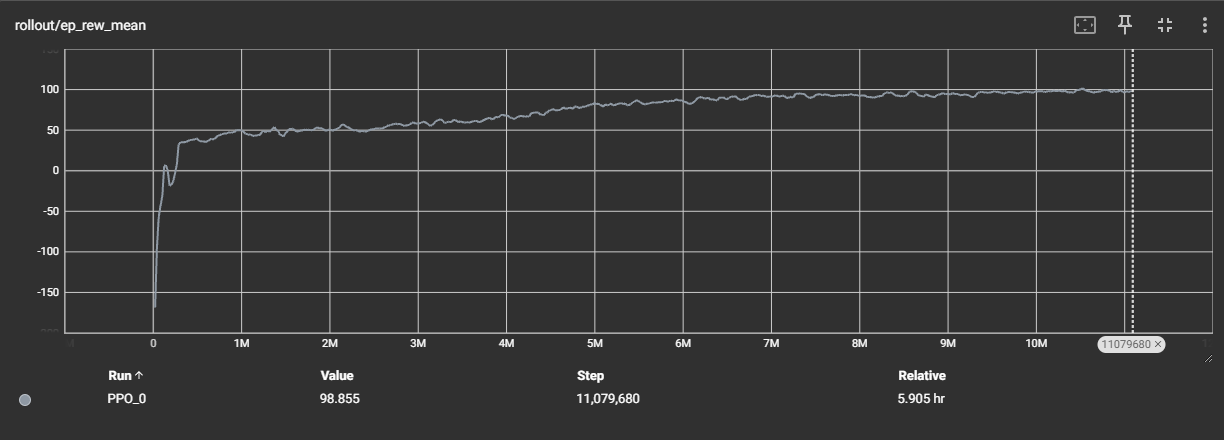 rollout/ep_rew_mean
100
50
0
-50
-100
-150
0 1M 2M 3M 4M 5M 6M 7M 8M 9M 10M 11079680 ×
Run ↑ Value Step Relative
PPO_0 98.855 11,079,680 5.905 hr